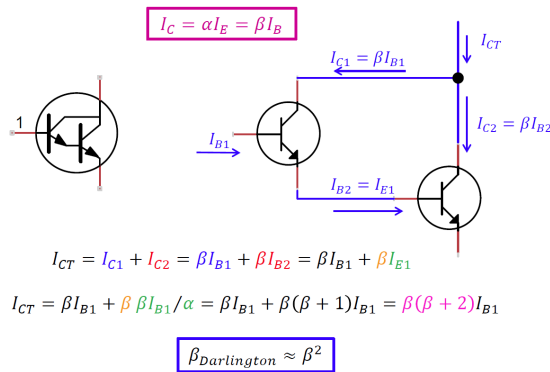 I_C = αI_E = βI_B
I_CT
I_C1 = βI_B1
1
I_B1
I_C2 = βI_B2
I_B2 = I_E1
I_CT = I_C1 + I_C2 = βI_B1 + βI_B2 = βI_B1 + βI_E1
I_CT = βI_B1 + β βI_B1/α = βI_B1 + β(β + 1)I_B1 = β(β + 2)I_B1
β_Darlington ≈ β²